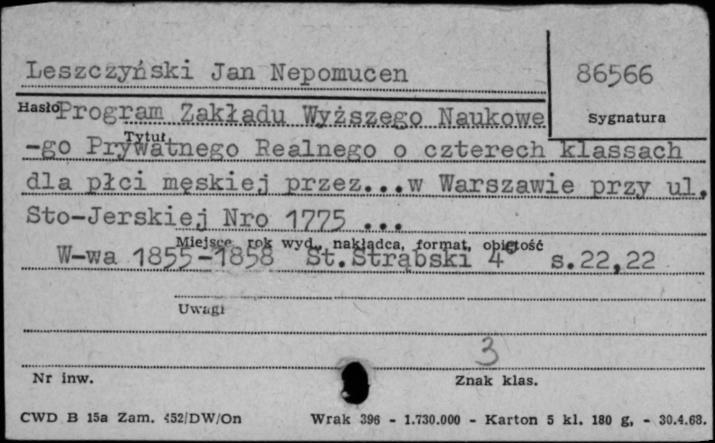 Leszczyński Jan Nepomucen
86566
Hasło
Sygnatura
Program Zakładu Wyższego Naukowe
Tytuł
-go Prywatnego Realnego o czterech klassach
dla płci męskiej przez...w Warszawie przy ul.
Sto-Jerskiej Nro 1775 ...
Miejsce, rok wyd., nakładca, format, objętość
W-wa 1855-1858 St.Strąbski 4° s.22,22
Uwagi
3
Nr inw.
Znak klas.
CWD B 15a Zam. 452/DW/On Wrak 396 - 1.730.000 - Karton 5 kl. 180 g, - 30.4.68.